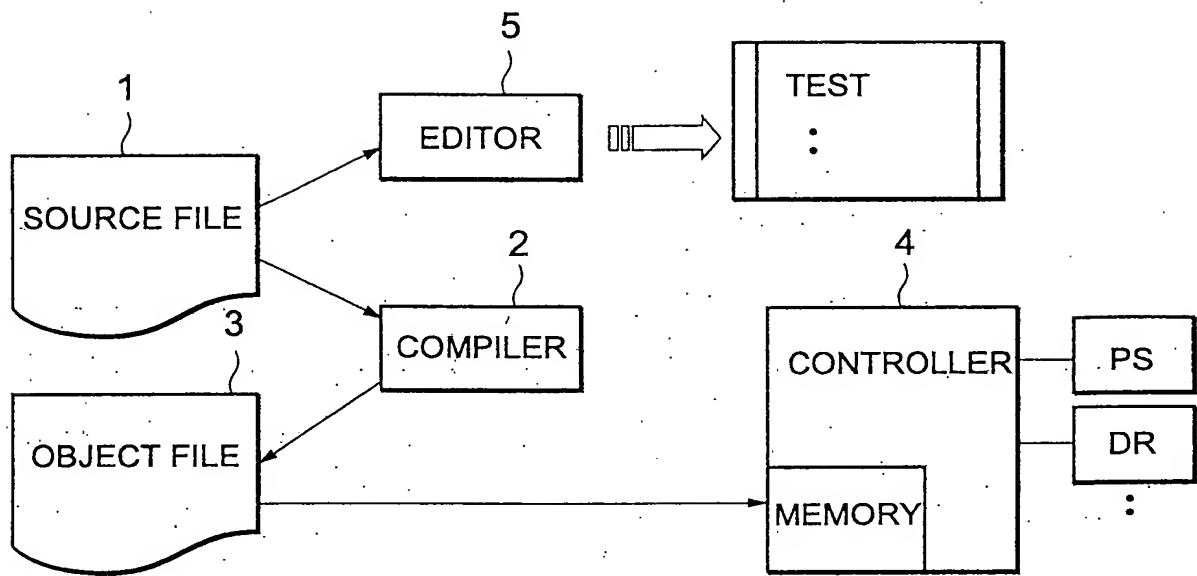 5
1
EDITOR
TEST
SOURCE FILE
2
4
COMPILER
3
CONTROLLER
PS
OBJECT FILE
DR
MEMORY